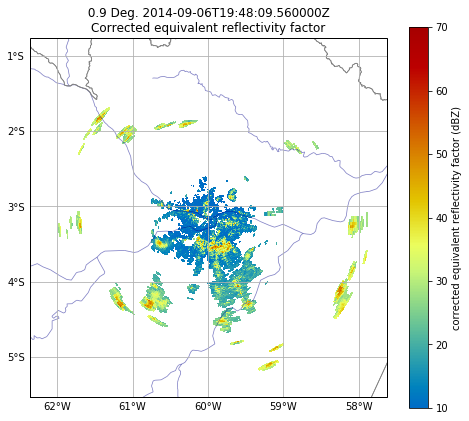 0.9 Deg. 2014-09-06T19:48:09.560000Z
Corrected equivalent reflectivity factor
1°S
2°S
3°S
4°S
5°S
62°W
61°W
60°W
59°W
58°W
70
60
50
40
30
20
10
corrected equivalent reflectivity factor (dBZ)